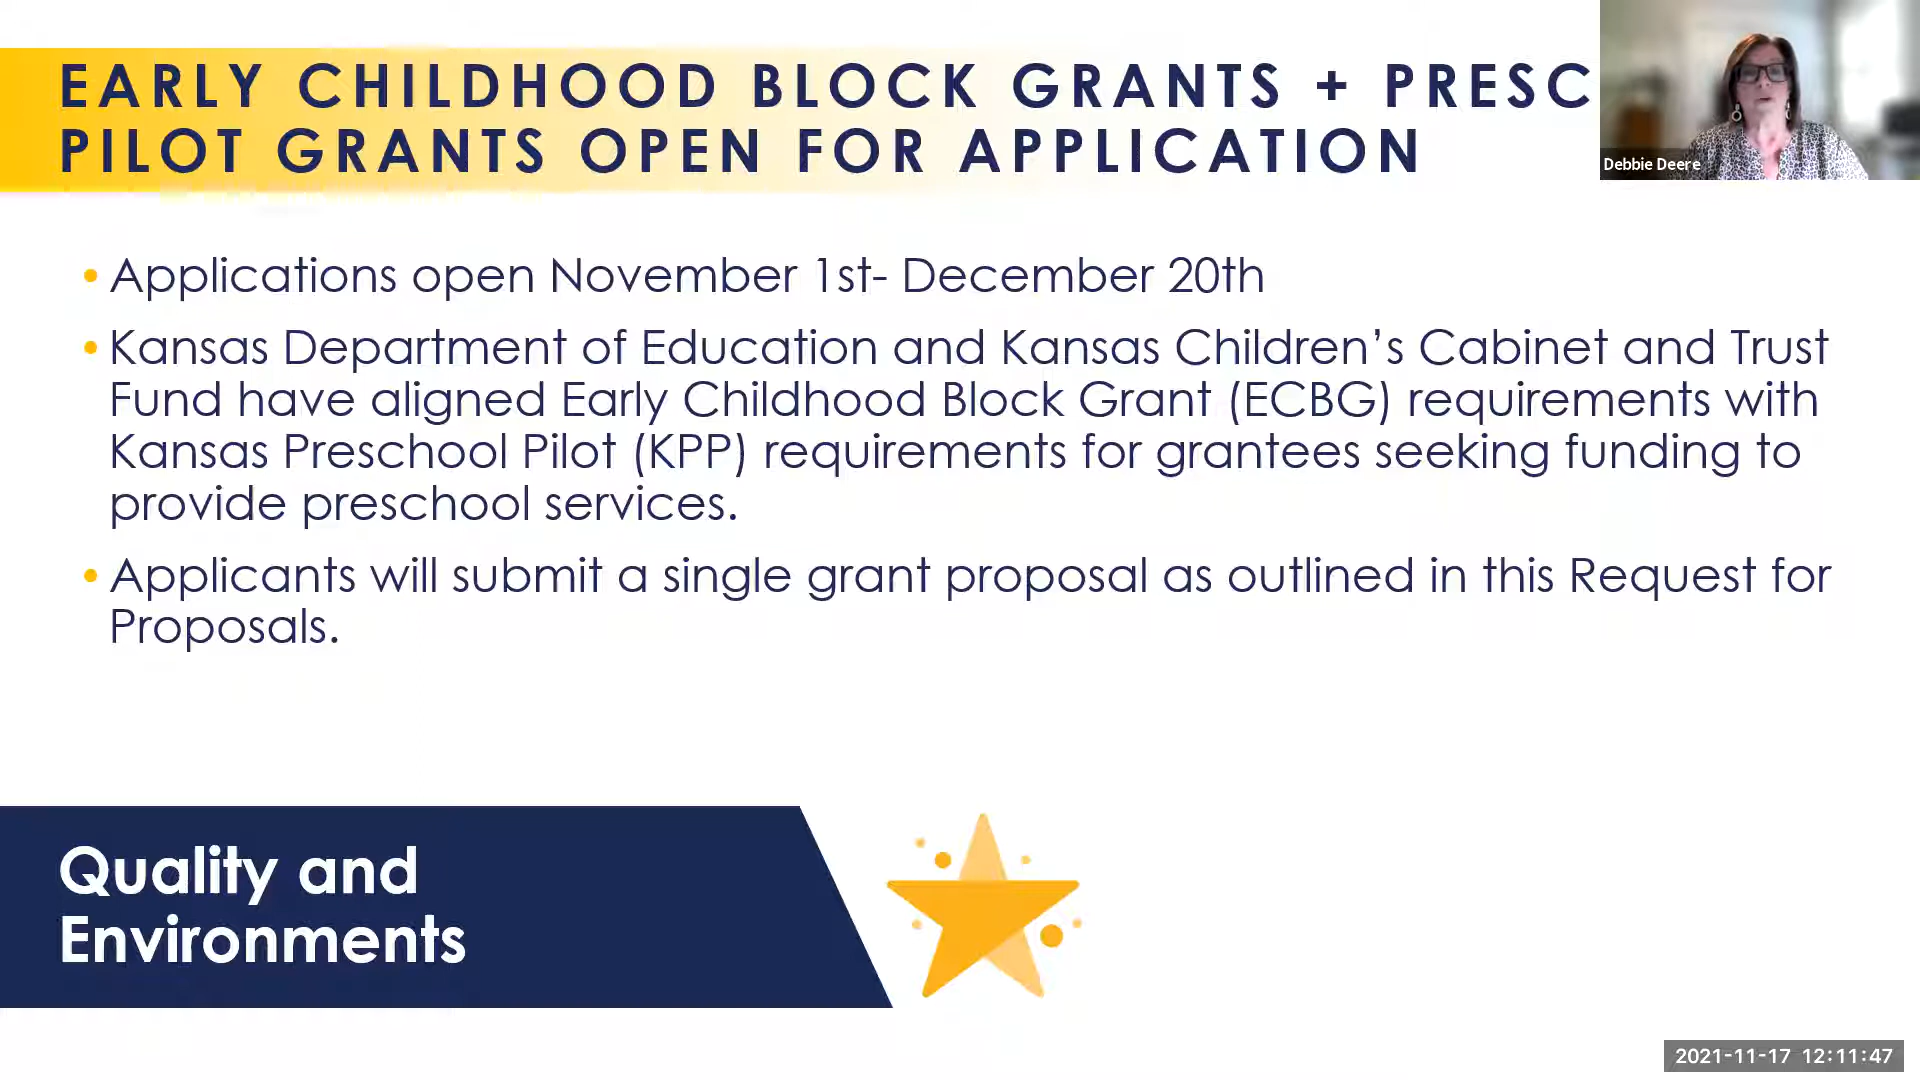 EARLY CHILDHOOD BLOCK GRANTS + PRESC
PILOT GRANTS OPEN FOR APPLICATION
Debbie Deere
• Applications open November 1st- December 20th
• Kansas Department of Education and Kansas Children’s Cabinet and Trust
Fund have aligned Early Childhood Block Grant (ECBG) requirements with
Kansas Preschool Pilot (KPP) requirements for grantees seeking funding to
provide preschool services.
• Applicants will submit a single grant proposal as outlined in this Request for
Proposals.
Quality and
Environments
2021-11-17 12:11:47